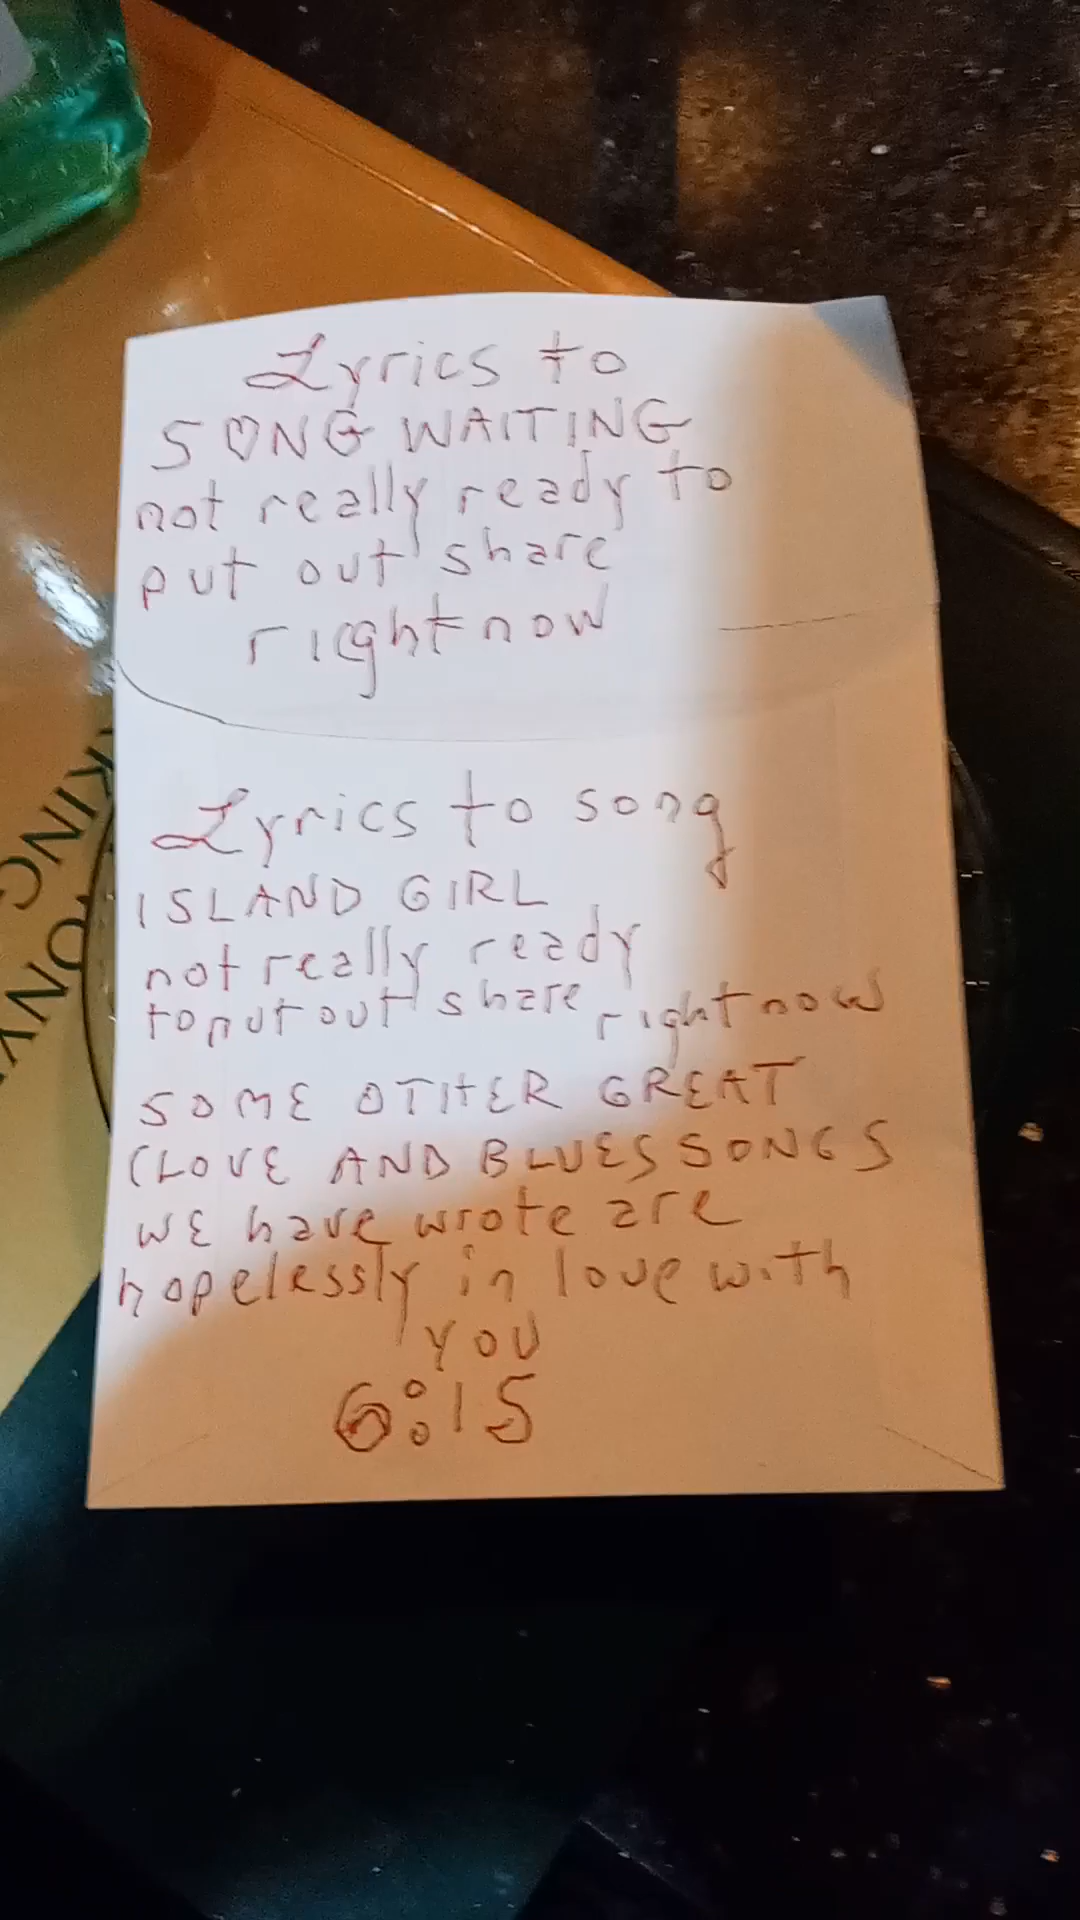 Lyrics to
SONG WAITING
not really ready to
put out share
right now
Lyrics to song
ISLAND GIRL
not really ready
to put out share right now
SOME OTHER GREAT
(LOVE AND BLUES SONGS
WE have wrote are
hopelessly in love with
you
6:15